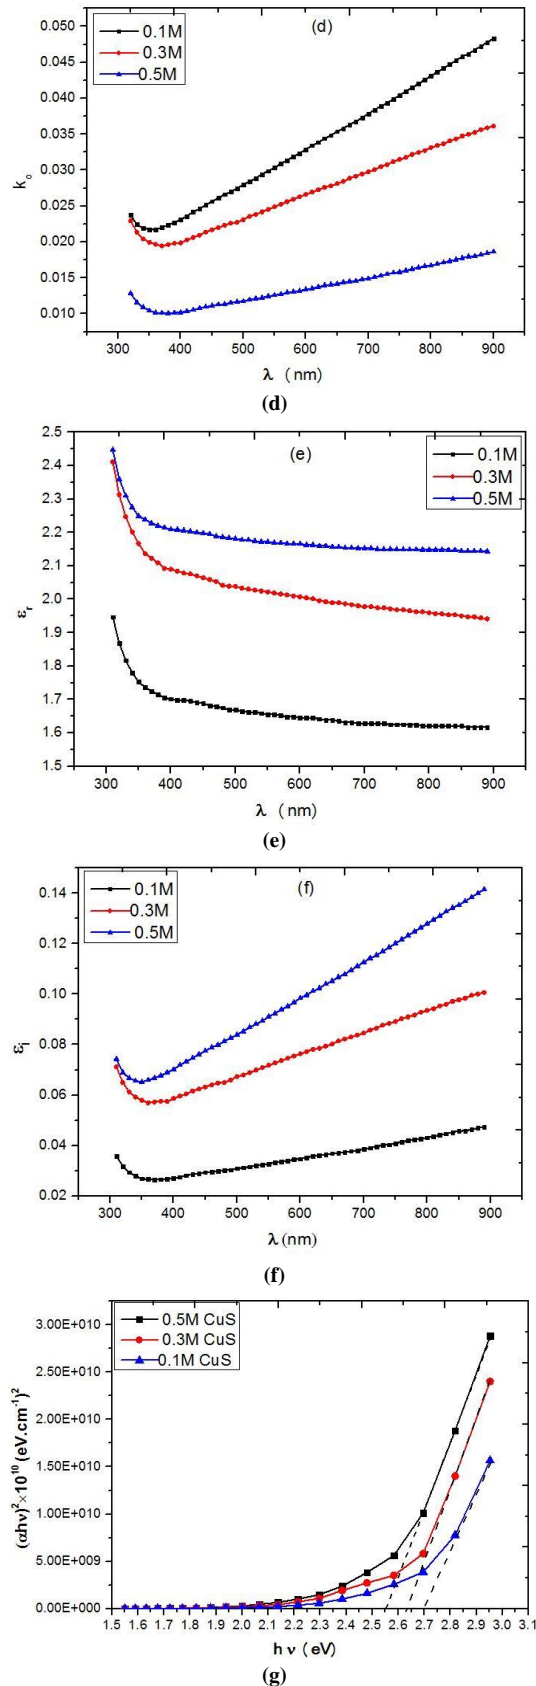 (d)
0.1M
0.3M
0.5M
0.050
0.045
0.040
0.035
0.030
0.025
0.020
0.015
0.010
k₀
300 400 500 600 700 800 900
λ (nm)
(d)
(e)
0.1M
0.3M
0.5M
2.5
2.4
2.3
2.2
2.1
2.0
1.9
1.8
1.7
1.6
1.5
εr
300 400 500 600 700 800 900
λ (nm)
(e)
(f)
0.1M
0.3M
0.5M
0.14
0.12
0.10
0.08
0.06
0.04
0.02
εi
300 400 500 600 700 800 900
λ (nm)
(f)
0.5M CuS
0.3M CuS
0.1M CuS
3.00E+010
2.50E+010
2.00E+010
1.50E+010
1.00E+010
5.00E+009
0.00E+000
(αhν)²×10¹⁰ (eV.cm⁻¹)²
1.5 1.6 1.7 1.8 1.9 2.0 2.1 2.2 2.3 2.4 2.5 2.6 2.7 2.8 2.9 3.0 3.1
h ν (eV)
(g)